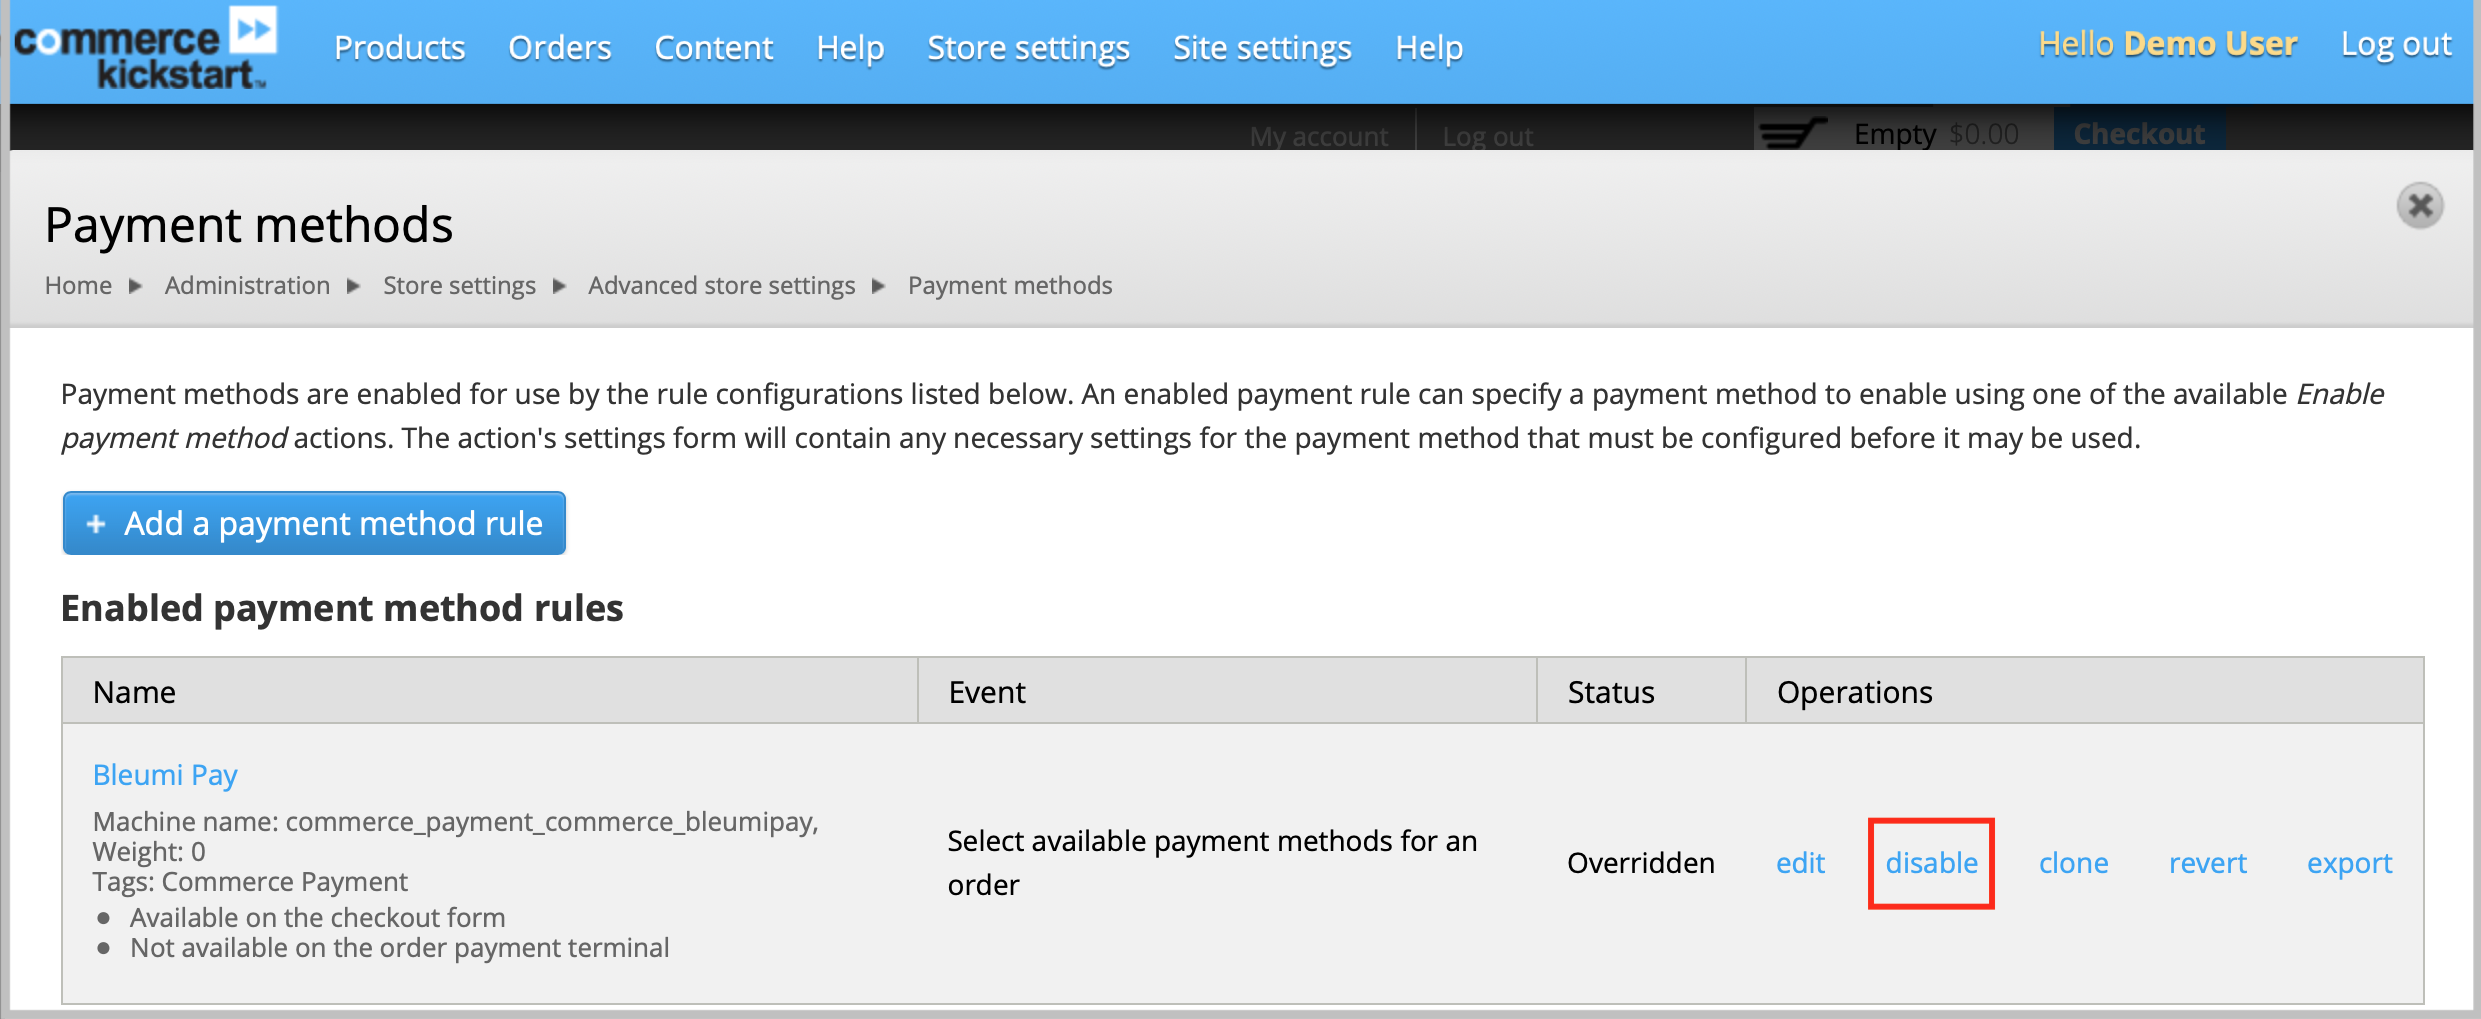 commerce kickstart™
Products Orders Content Help Store settings Site settings Help
Hello Demo User Log out
My account Log out Empty $0.00 Checkout
Payment methods
Home Administration Store settings Advanced store settings Payment methods
Payment methods are enabled for use by the rule configurations listed below. An enabled payment rule can specify a payment method to enable using one of the available Enable
payment method actions. The action's settings form will contain any necessary settings for the payment method that must be configured before it may be used.
+ Add a payment method rule
Enabled payment method rules
Name Event Status Operations
Bleumi Pay
Machine name: commerce_payment_commerce_bleumipay,
Weight: 0
Tags: Commerce Payment
• Available on the checkout form
• Not available on the order payment terminal
Select available payment methods for an
order
Overridden
edit disable clone revert export